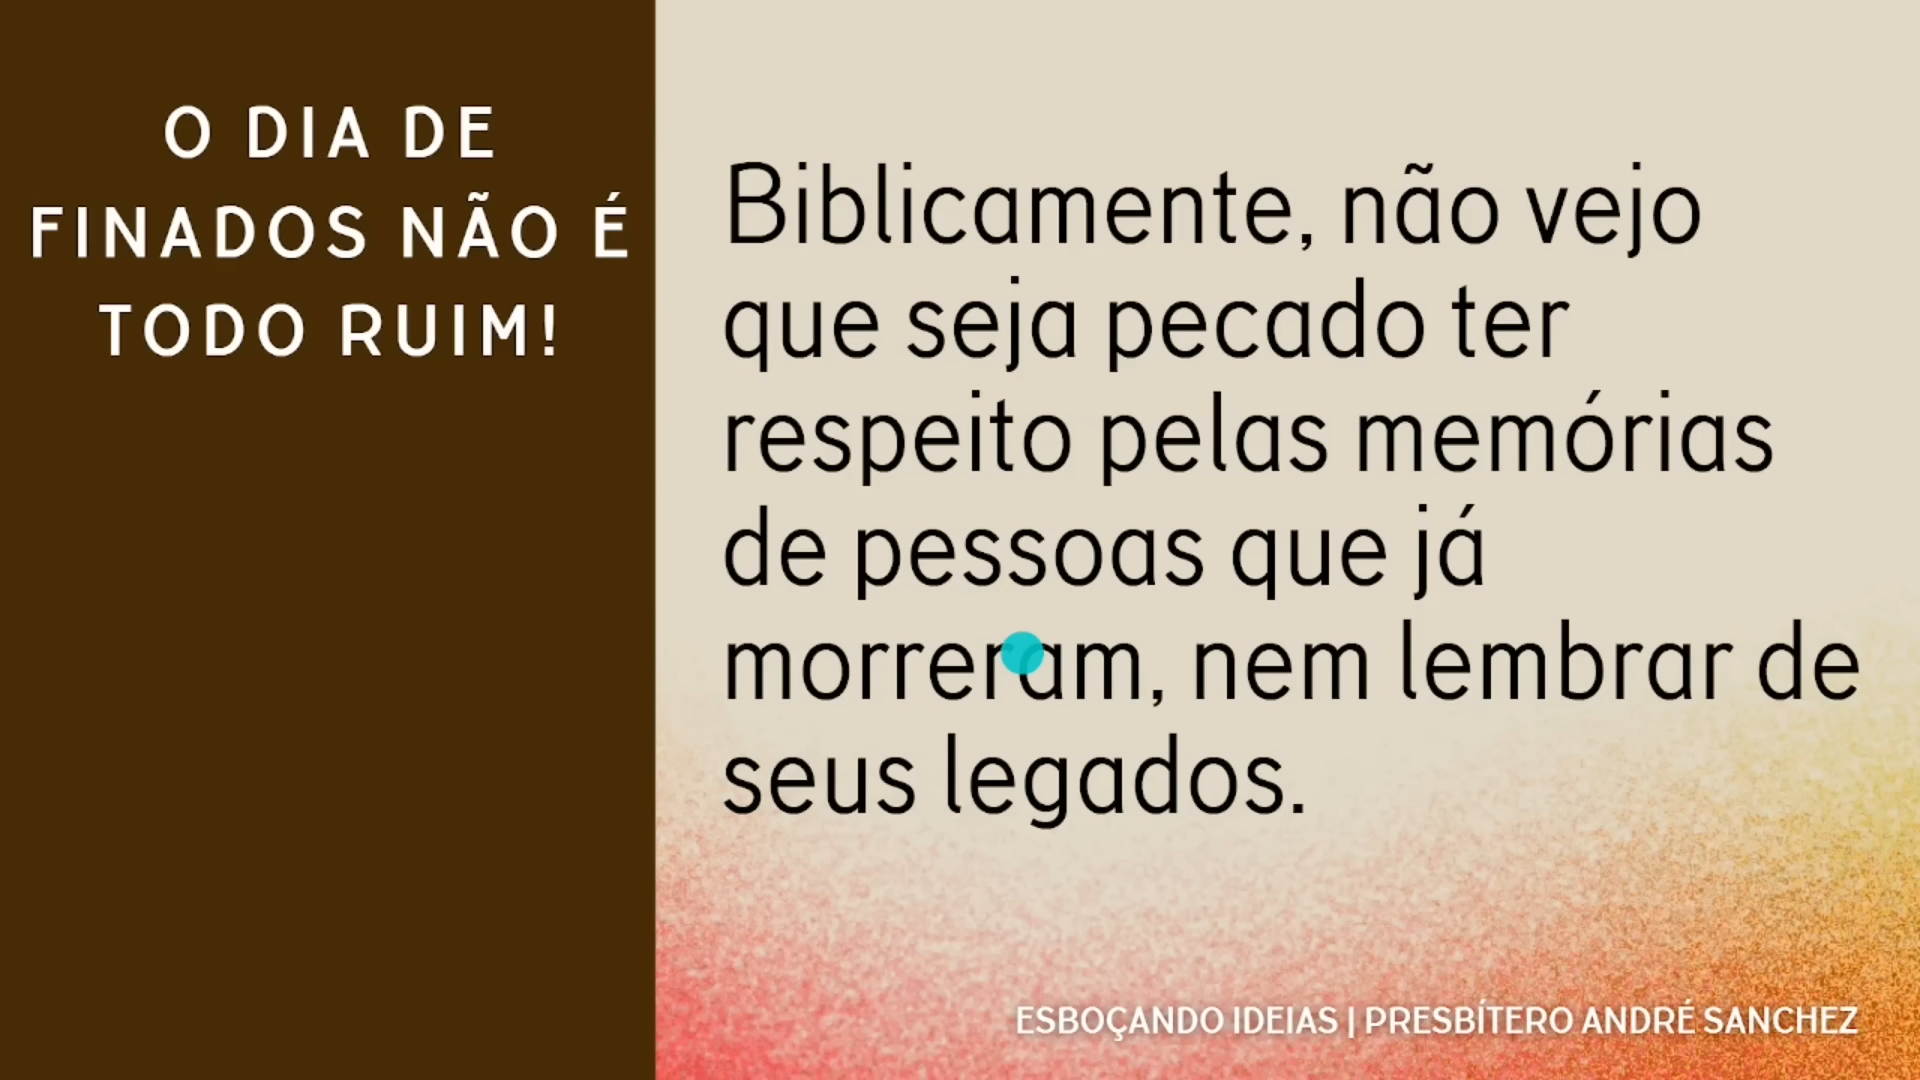 O DIA DE
FINADOS NÃO É
TODO RUIM!
Biblicamente, não vejo
que seja pecado ter
respeito pelas memórias
de pessoas que já
morreram, nem lembrar de
seus legados.
ESBOÇANDO IDEIAS | PRESBÍTERO ANDRÉ SANCHEZ